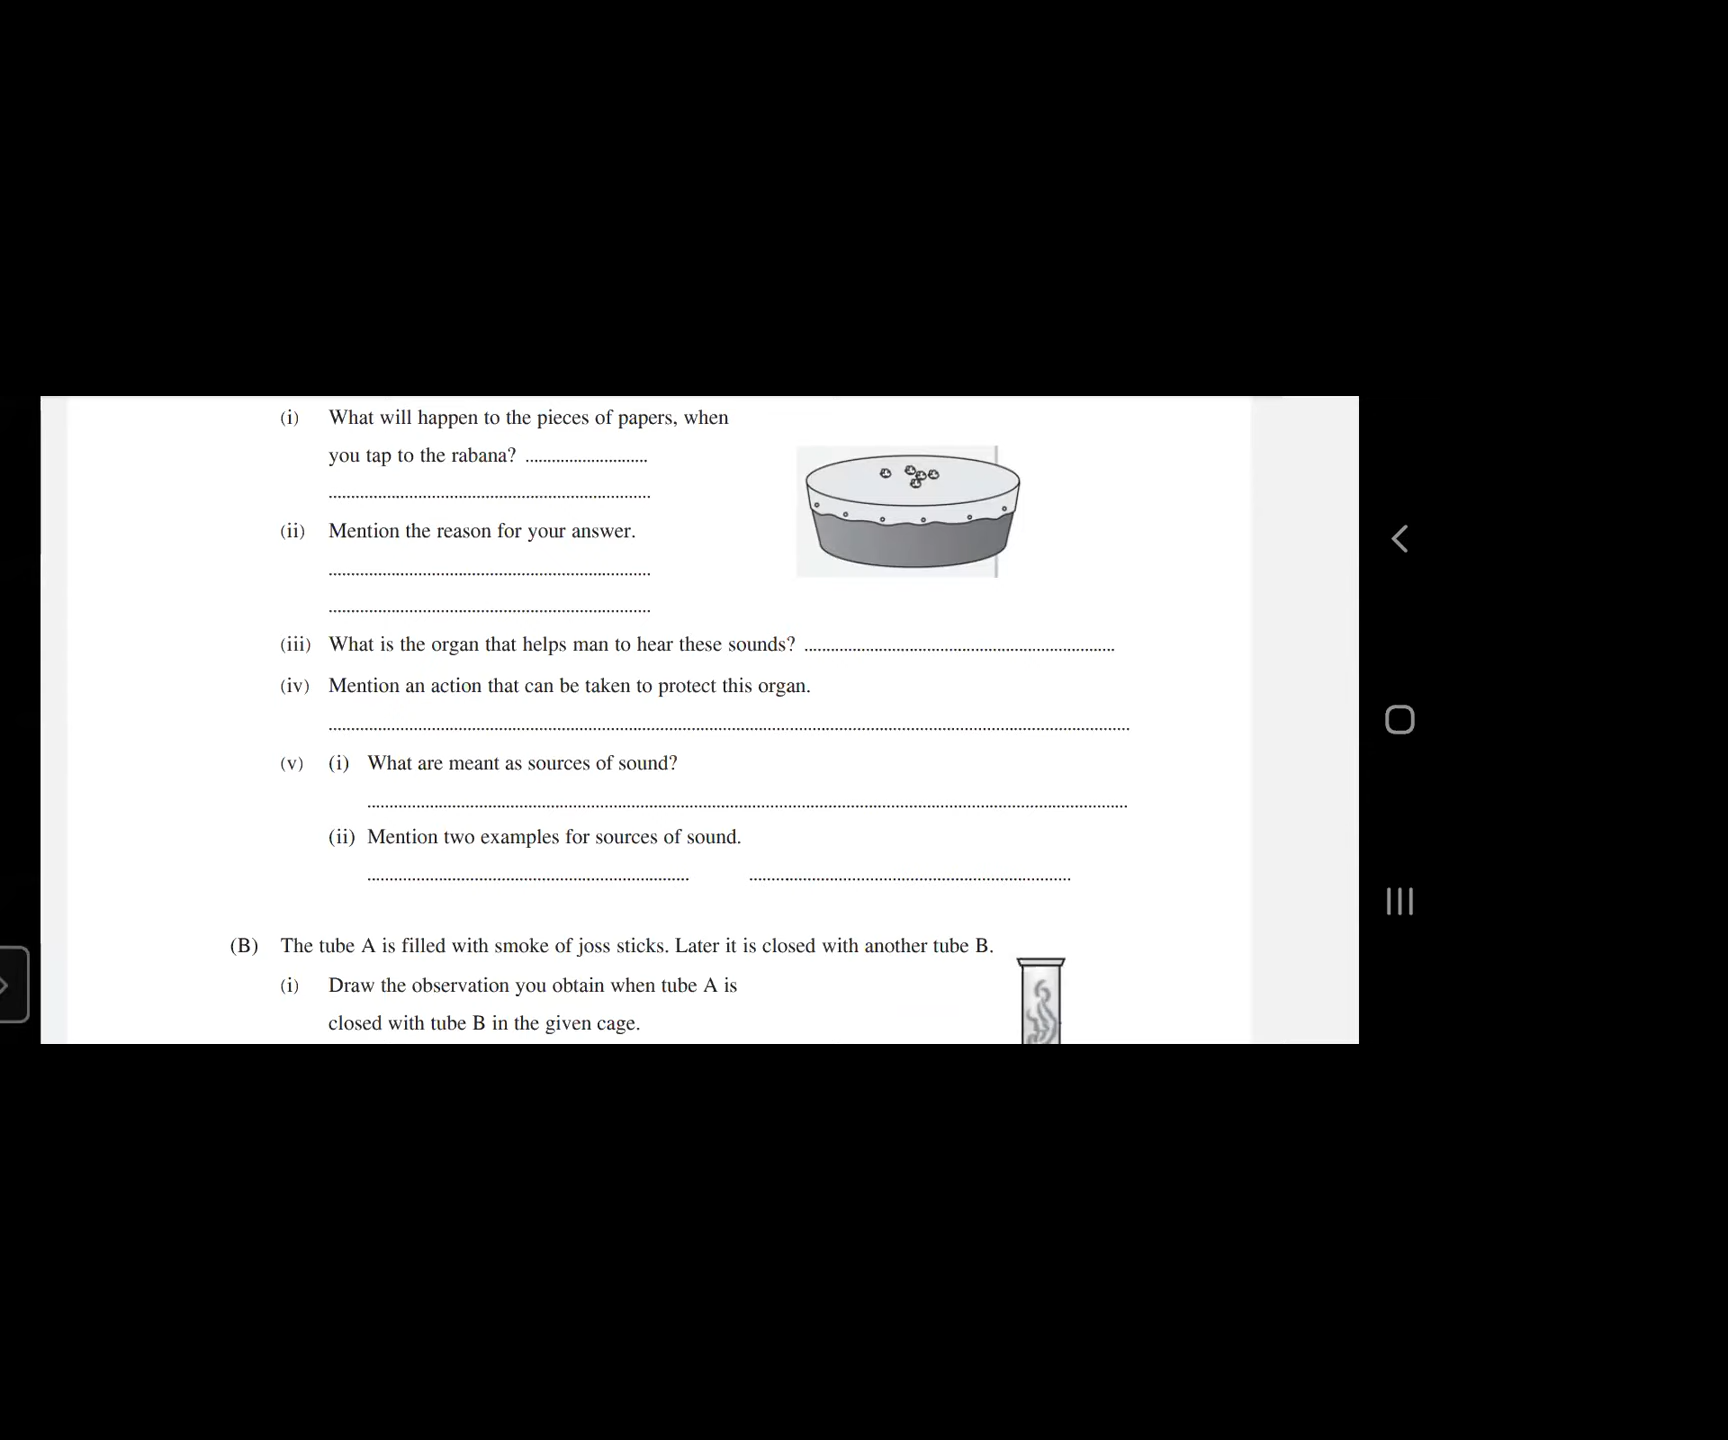 (i) What will happen to the pieces of papers, when
you tap to the rabana? ............................
..........................................................................
(ii) Mention the reason for your answer.
..........................................................................
..........................................................................
(iii) What is the organ that helps man to hear these sounds? .......................................................................
(iv) Mention an action that can be taken to protect this organ.
........................................................................................................................................................................................
(v) (i) What are meant as sources of sound?
..............................................................................................................................................................................
(ii) Mention two examples for sources of sound.
.......................................................................... ..........................................................................
(B) The tube A is filled with smoke of joss sticks. Later it is closed with another tube B.
(i) Draw the observation you obtain when tube A is
closed with tube B in the given cage.